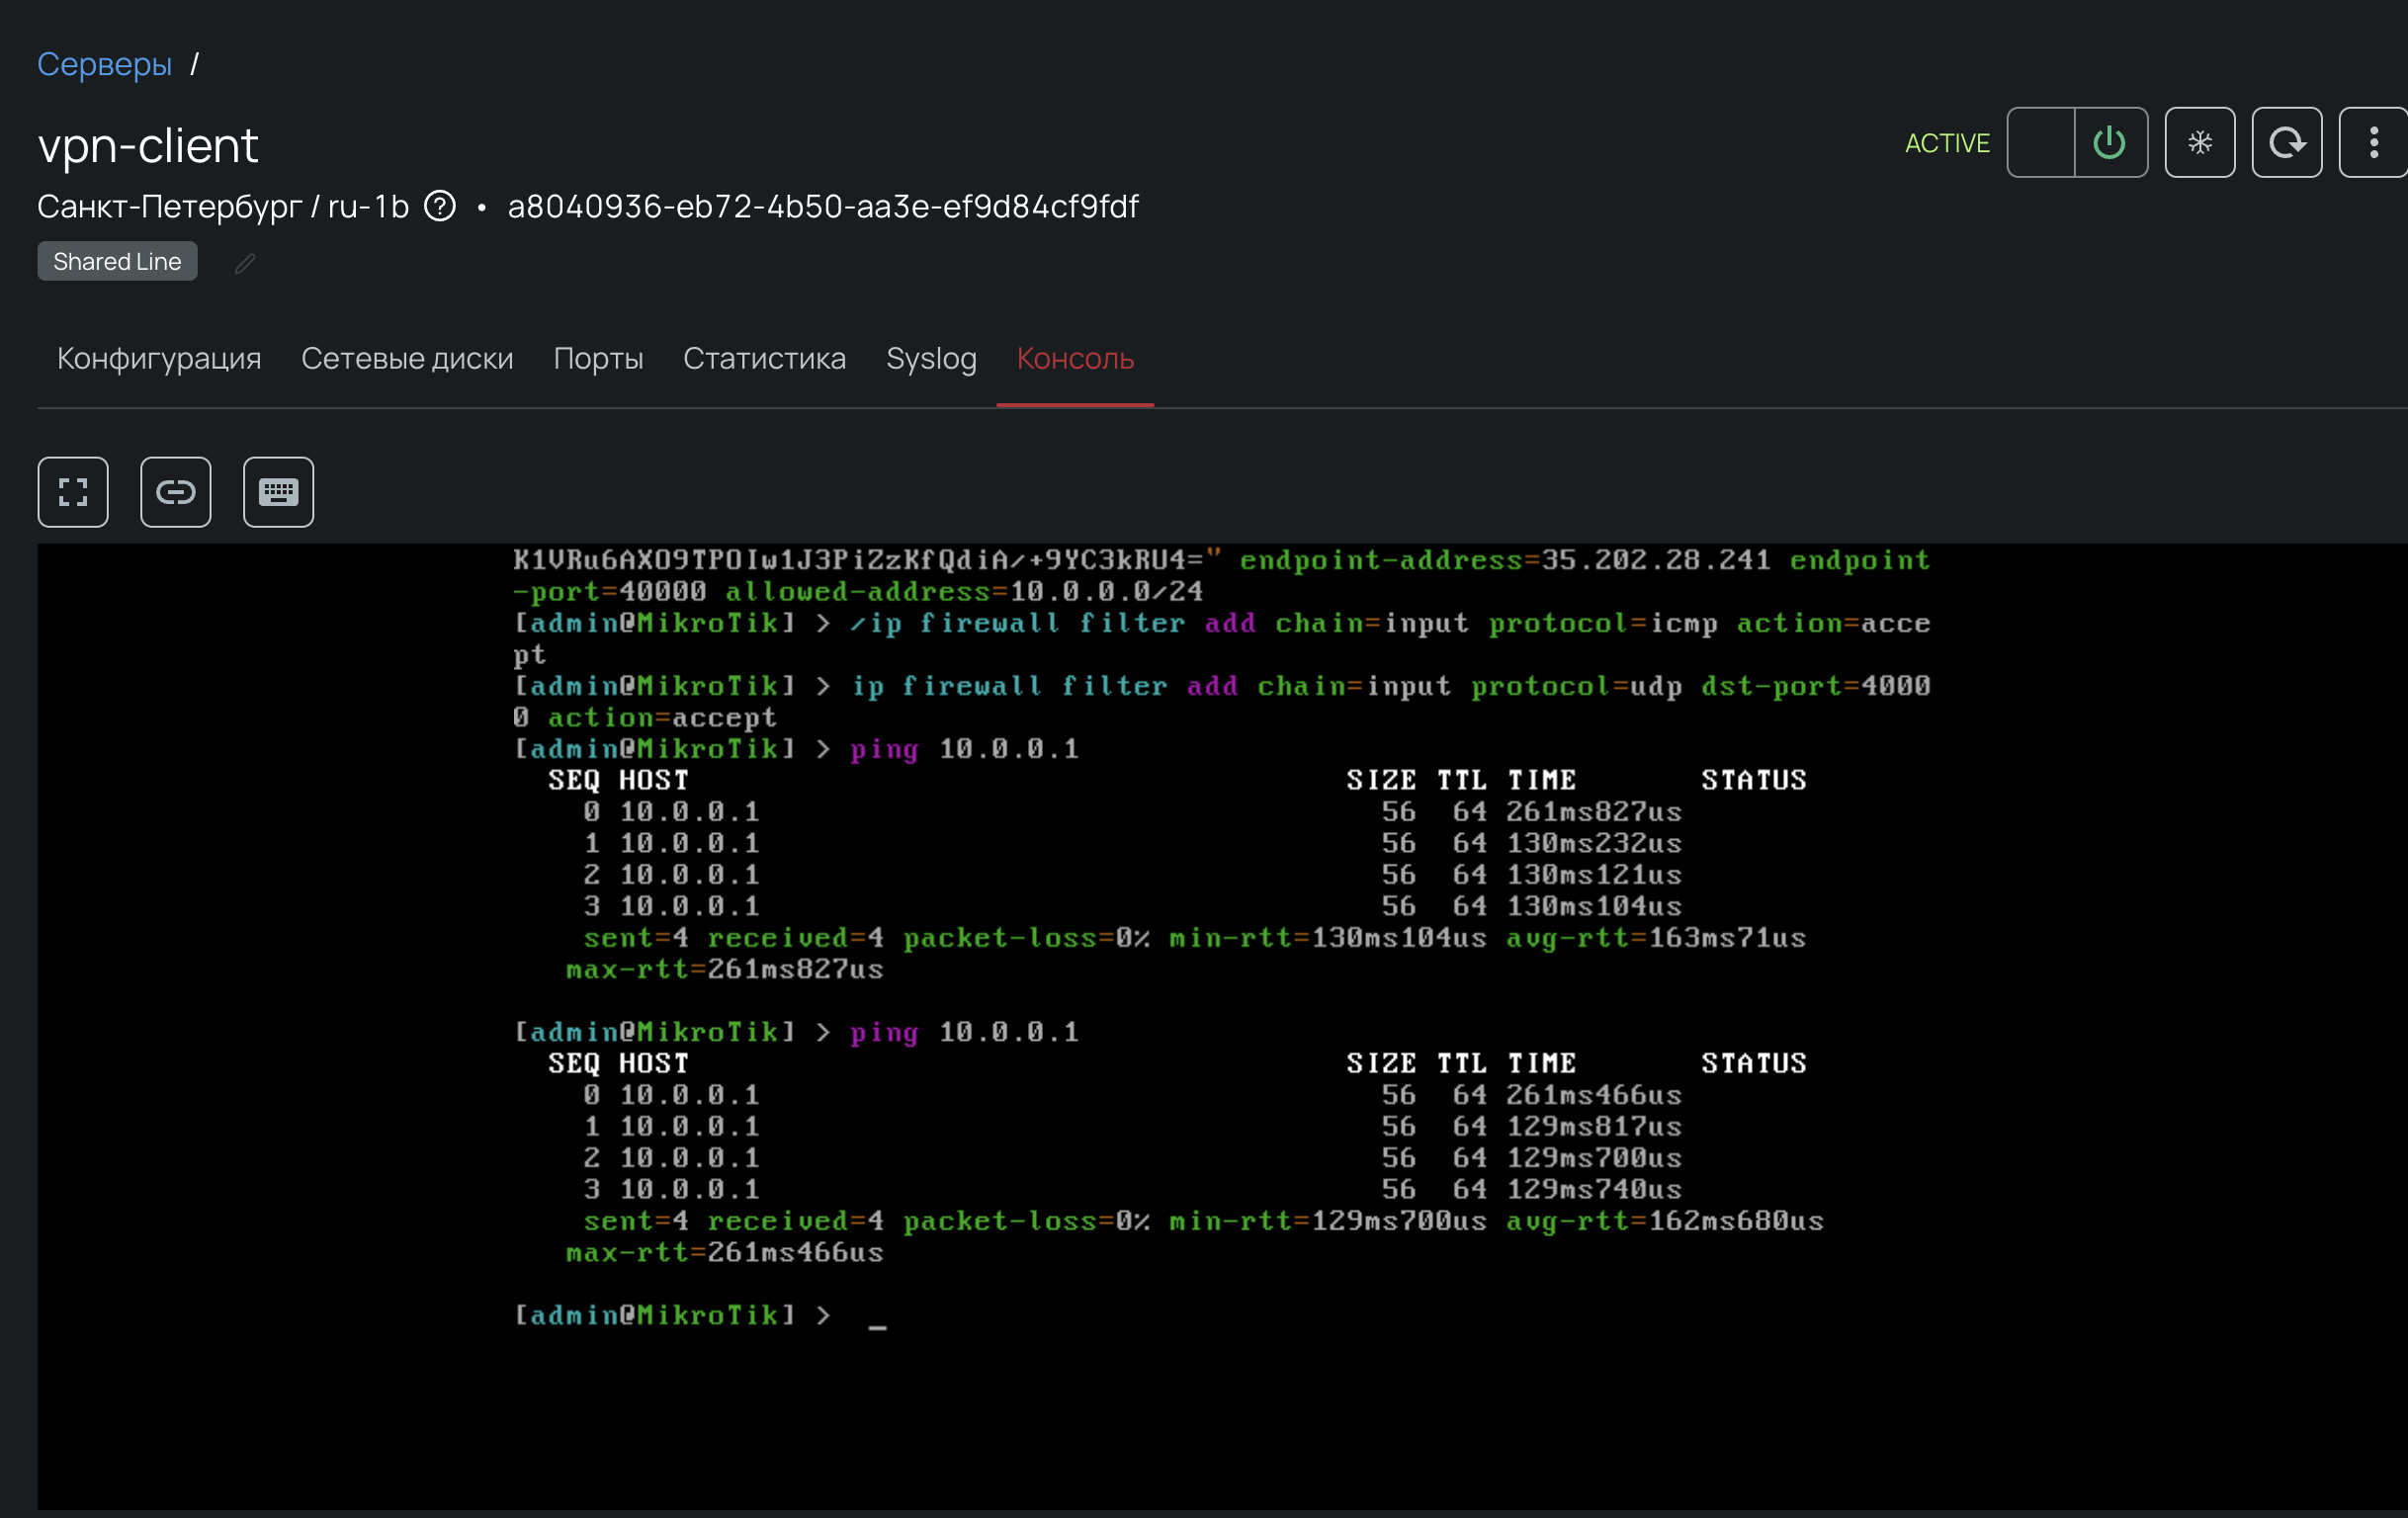 Серверы /
vpn-client
ACTIVE
Санкт-Петербург / ru-1b ? • a8040936-eb72-4b50-aa3e-ef9d84cf9fdf
Shared Line
Конфигурация Сетевые диски Порты Статистика Syslog Консоль
K1VRu6AXO9TPOIw1J3PiZzKfQdiA/+9YC3kRU4=" endpoint-address=35.202.28.241 endpoint
-port=40000 allowed-address=10.0.0.0/24
[admin@MikroTik] > /ip firewall filter add chain=input protocol=icmp action=acce
pt
[admin@MikroTik] > ip firewall filter add chain=input protocol=udp dst-port=4000
0 action=accept
[admin@MikroTik] > ping 10.0.0.1
SEQ HOST SIZE TTL TIME STATUS
0 10.0.0.1 56 64 261ms827us
1 10.0.0.1 56 64 130ms232us
2 10.0.0.1 56 64 130ms121us
3 10.0.0.1 56 64 130ms104us
sent=4 received=4 packet-loss=0% min-rtt=130ms104us avg-rtt=163ms71us
max-rtt=261ms827us
[admin@MikroTik] > ping 10.0.0.1
SEQ HOST SIZE TTL TIME STATUS
0 10.0.0.1 56 64 261ms466us
1 10.0.0.1 56 64 129ms817us
2 10.0.0.1 56 64 129ms700us
3 10.0.0.1 56 64 129ms740us
sent=4 received=4 packet-loss=0% min-rtt=129ms700us avg-rtt=162ms680us
max-rtt=261ms466us
[admin@MikroTik] > _